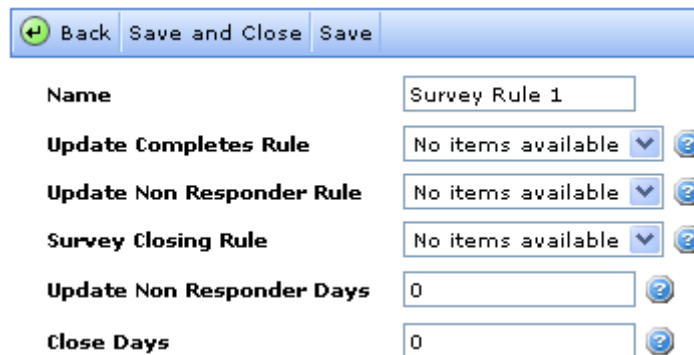 Back Save and Close Save
Name Survey Rule 1
Update Completes Rule No items available
Update Non Responder Rule No items available
Survey Closing Rule No items available
Update Non Responder Days 0
Close Days 0